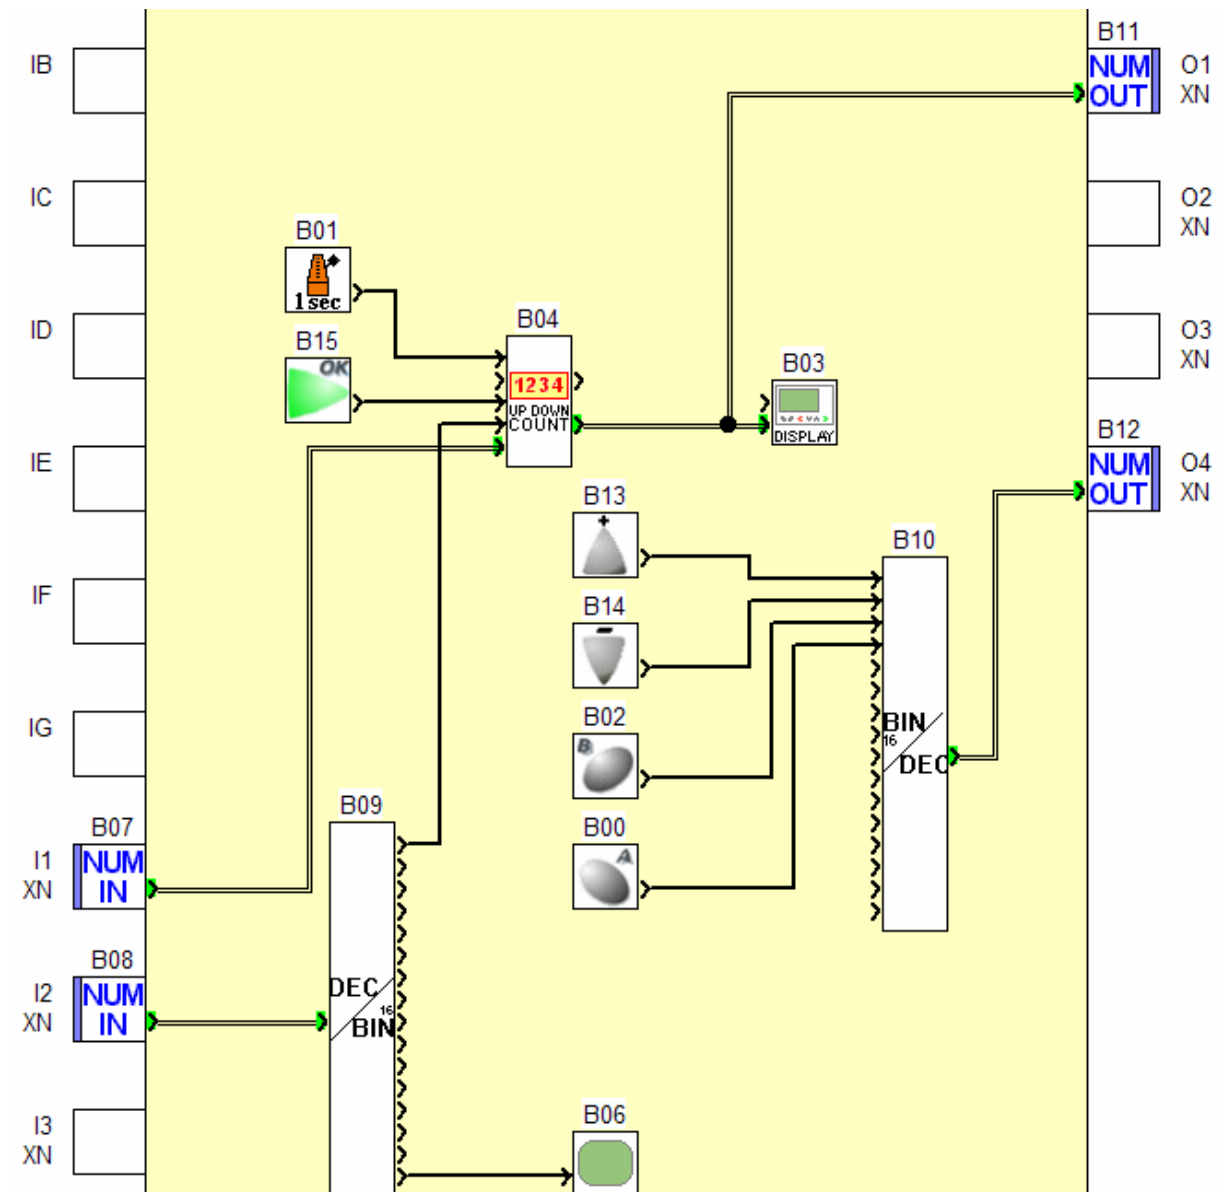 B11
IB
NUM
OUT
O1
XN
IC
O2
XN
B01
1sec
ID
B15
OK
B04
1234
UP DOWN
COUNT
O3
XN
B03
DISPLAY
IE
B12
NUM
OUT
O4
XN
B13
+
B10
IF
B14
-
IG
B02
B
BIN
16
DEC
B09
B07
I1
XN
NUM
IN
B00
A
B08
I2
XN
NUM
IN
DEC
16
BIN
I3
XN
B06